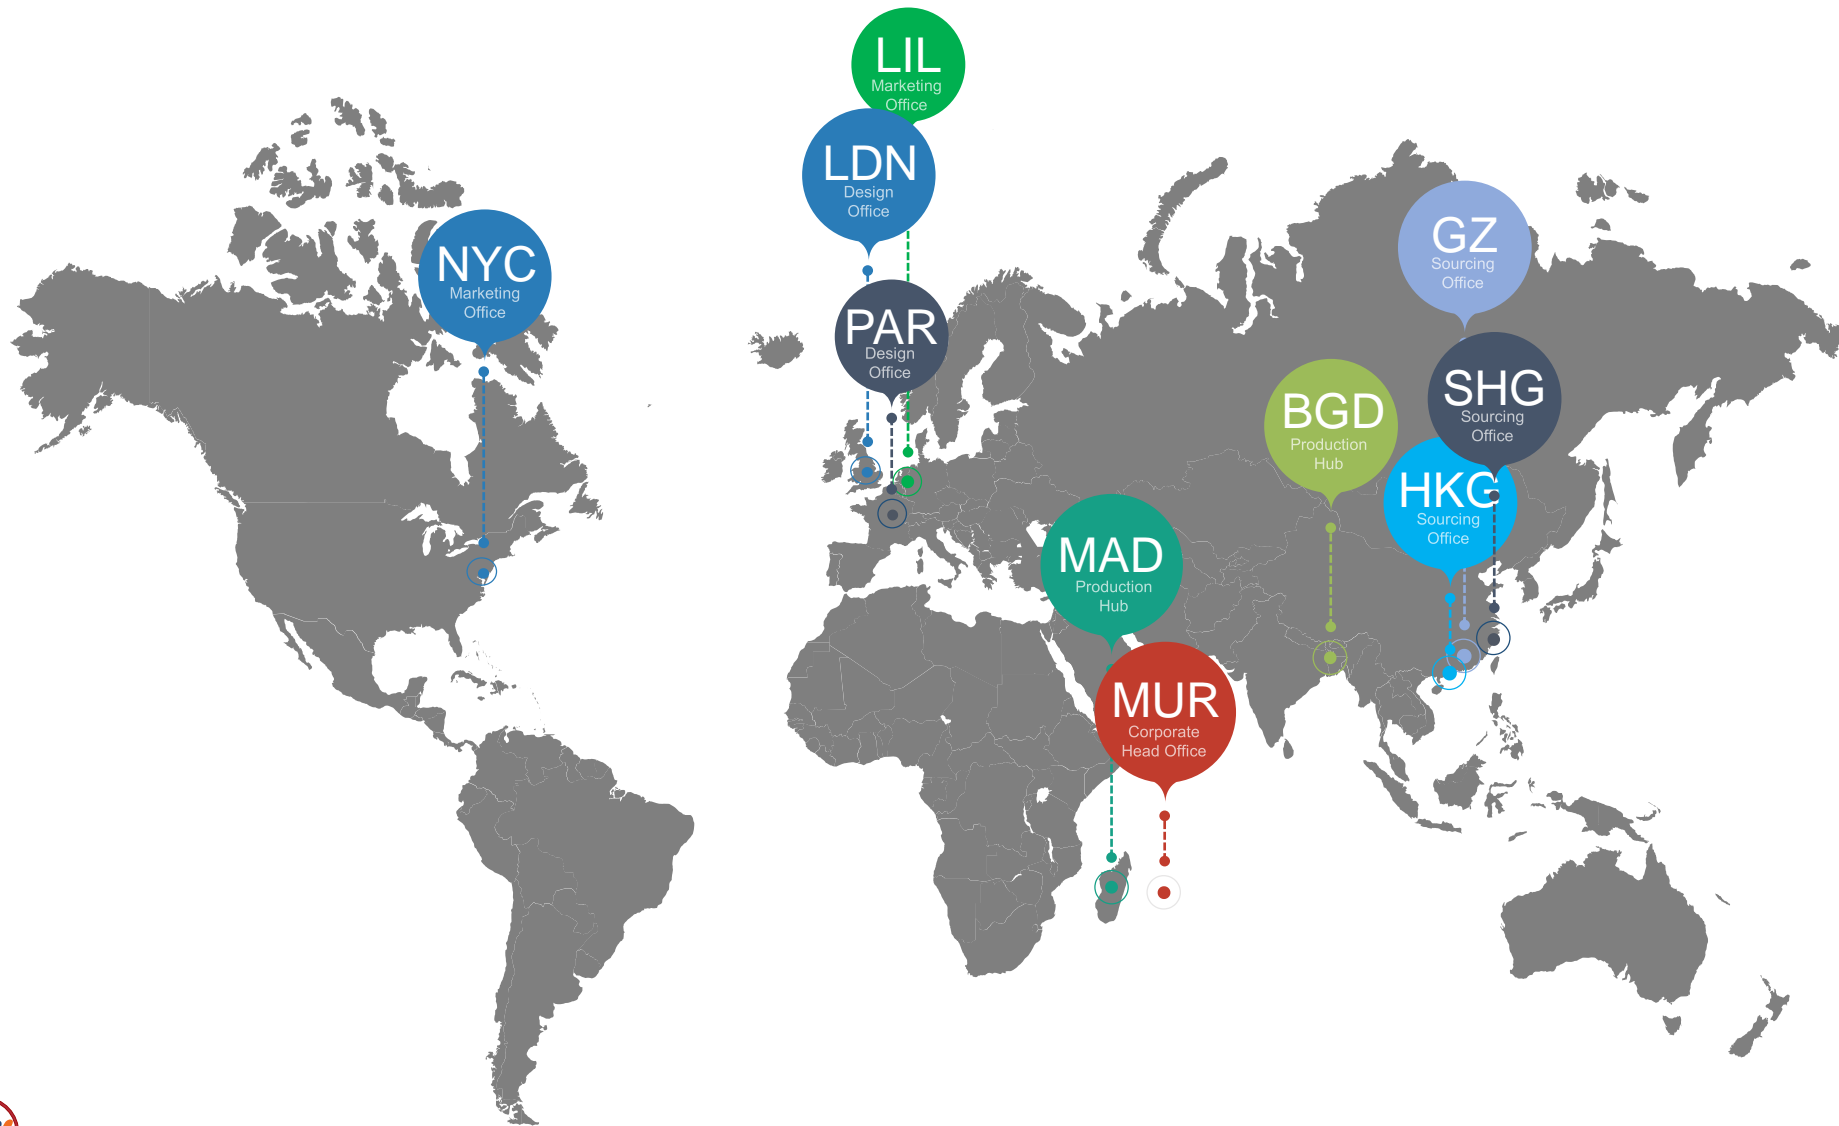 LIL
Marketing
Office
LDN
Design
Office
NYC
Marketing
Office
PAR
Design
Office
GZ
Sourcing
Office
SHG
Sourcing
Office
BGD
Production
Hub
HKG
Sourcing
Office
MAD
Production
Hub
MUR
Corporate
Head Office